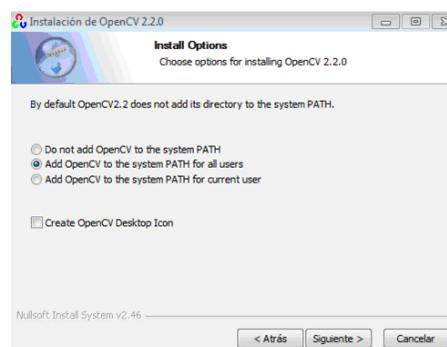 Instalación de OpenCV 2.2.0
Install Options
Choose options for installing OpenCV 2.2.0
By default OpenCV2.2 does not add its directory to the system PATH.
Do not add OpenCV to the system PATH
Add OpenCV to the system PATH for all users
Add OpenCV to the system PATH for current user
Create OpenCV Desktop Icon
Nullsoft Install System v2.46
< Atrás
Siguiente >
Cancelar